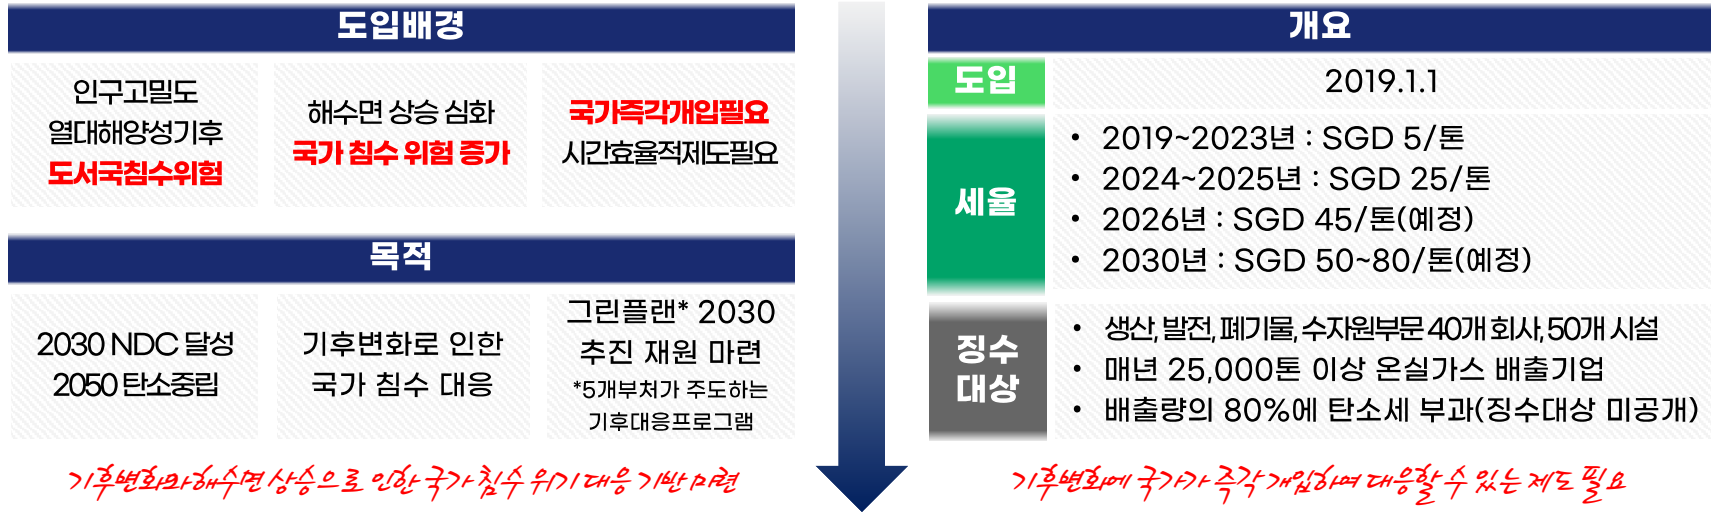 도입배경
인구고밀도
열대해양성기후
도서국침수위험
해수면 상승 심화
국가 침수 위험 증가
국가즉각개입필요
시간효율적제도필요
목적
2030 NDC 달성
2050 탄소중립
기후변화로 인한
국가 침수 대응
그린플랜* 2030
추진 재원 마련
*5개부처가 주도하는
기후대응프로그램
기후변화와 해수면 상승으로 인한 국가 침수 위기 대응 기반 마련
개요
도입
2019.1.1
세율
• 2019~2023년 : SGD 5/톤
• 2024~2025년 : SGD 25/톤
• 2026년 : SGD 45/톤(예정)
• 2030년 : SGD 50~80/톤(예정)
징수
대상
• 생산, 발전, 폐기물, 수자원부문 40개 회사, 50개 시설
• 매년 25,000톤 이상 온실가스 배출기업
• 배출량의 80%에 탄소세 부과(징수대상 미공개)
기후변화에 국가가 즉각 개입하여 대응할 수 있는 제도 필요